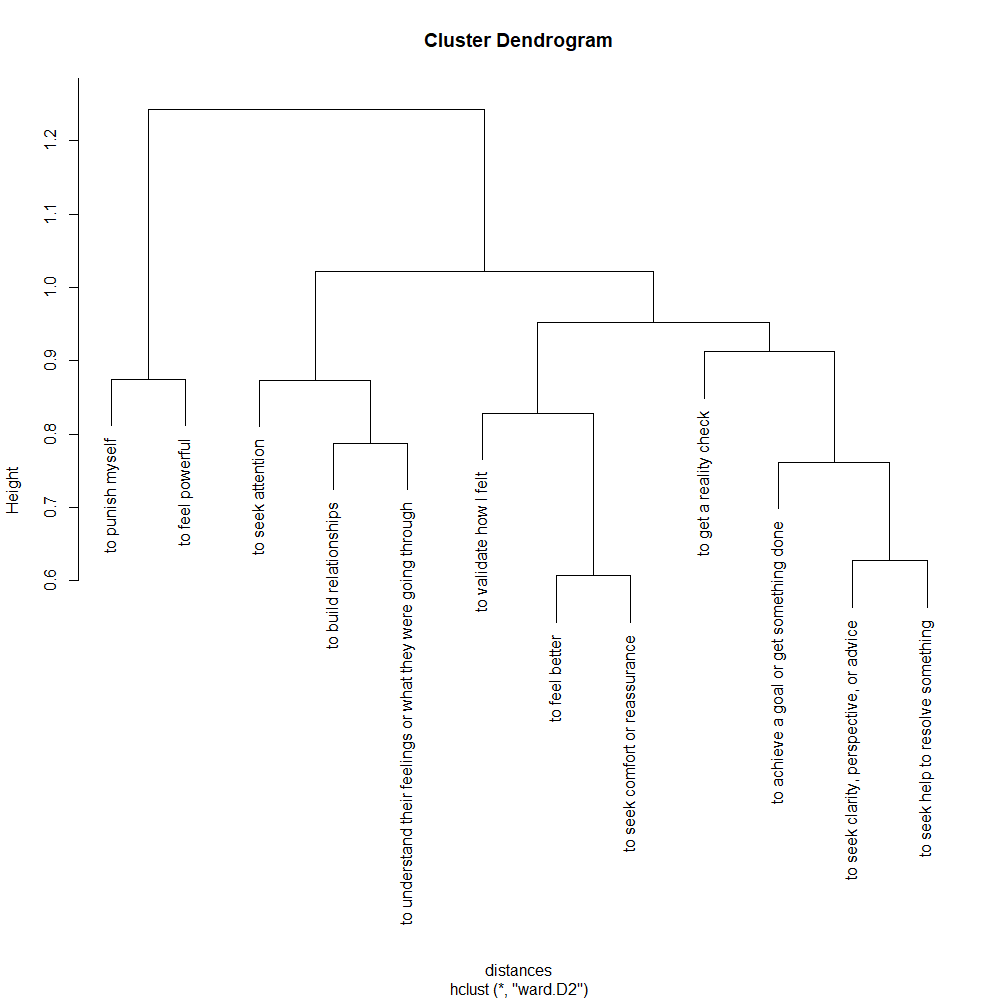 Cluster Dendrogram
Height
0.6
0.7
0.8
0.9
1.0
1.1
1.2
to punish myself
to feel powerful
to seek attention
to build relationships
to understand their feelings or what they were going through
to validate how I felt
to feel better
to seek comfort or reassurance
to get a reality check
to achieve a goal or get something done
to seek clarity, perspective, or advice
to seek help to resolve something
distances
hclust (*, "ward.D2")